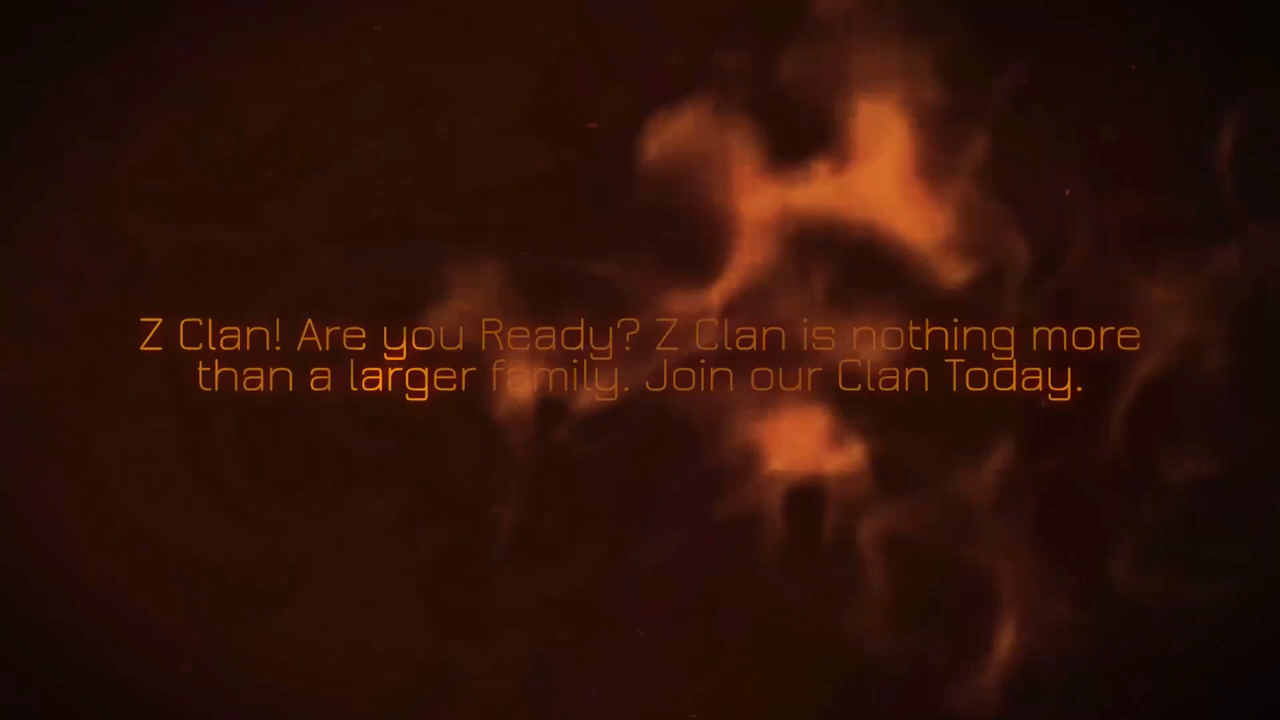 Z Clan! Are you Ready? Z Clan is nothing more
than a larger family. Join our Clan Today.